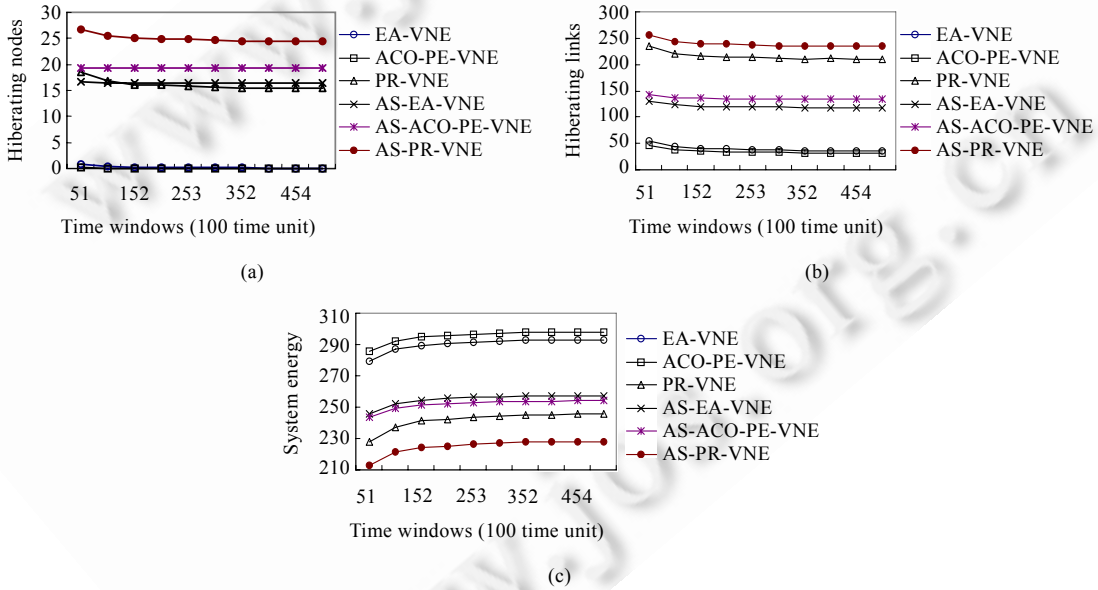 30
25
20
15
10
5
0
Hiberating nodes
51 152 253 352 454
Time windows (100 time unit)
EA-VNE
ACO-PE-VNE
PR-VNE
AS-EA-VNE
AS-ACO-PE-VNE
AS-PR-VNE
(a)
300
250
200
150
100
50
0
Hiberating links
51 152 253 352 454
Time windows (100 time unit)
EA-VNE
ACO-PE-VNE
PR-VNE
AS-EA-VNE
AS-ACO-PE-VNE
AS-PR-VNE
(b)
310
290
270
250
230
210
System energy
51 152 253 352 454
Time windows (100 time unit)
EA-VNE
ACO-PE-VNE
PR-VNE
AS-EA-VNE
AS-ACO-PE-VNE
AS-PR-VNE
(c)